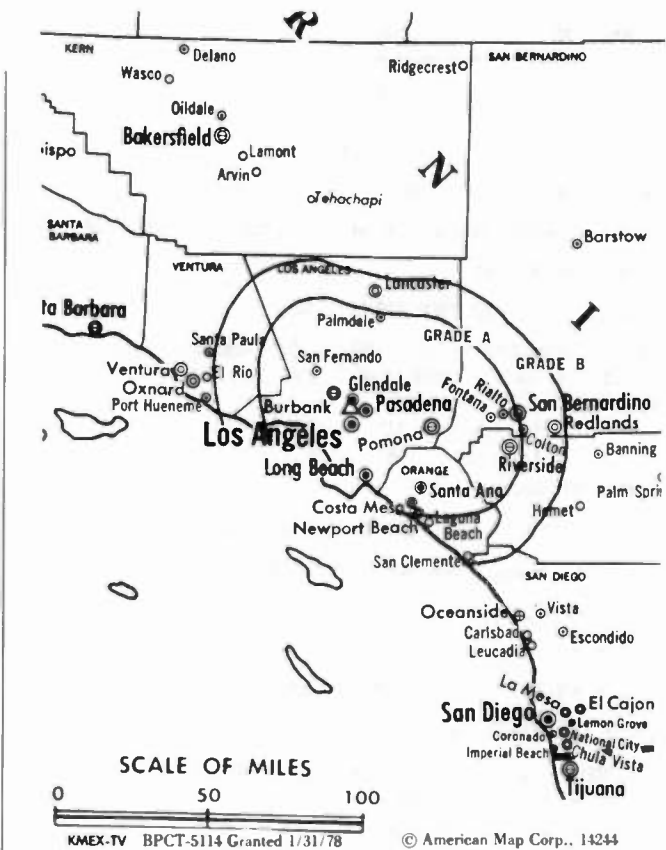 R
KERN
Delano
SAN BERNARDINO
Wasco
Ridgecrest
Oildale
Bakersfield
ispo
Lamont
Arvin
N
Tehachapi
SANTA
BARBARA
Barstow
VENTURA
LOS ANGELES
Lancaster
ta Barbara
I
Palmdale
GRADE A
Santa Paula
GRADE B
San Fernando
Ventura
El Rio
Oxnard
Glendale
Rialto
Port Hueneme
Burbank
Pasadena
Fontana
San Bernardino
Redlands
Los Angeles
Pomona
Colton
Riverside
Banning
Long Beach
ORANGE
Santa Ana
Palm Sprin
Costa Mesa
Hemet
Newport Beach
Laguna
Beach
San Clemente
SAN DIEGO
Oceanside
Vista
Carlsbad
Escondido
Leucadia
La Mesa
El Cajon
San Diego
Lemon Grove
Coronado
National City
Imperial Beach
Chula Vista
Tijuana
SCALE OF MILES
0 50 100
KMEX-TV BPCT-5114 Granted 1/31/78 © American Map Corp., 14244